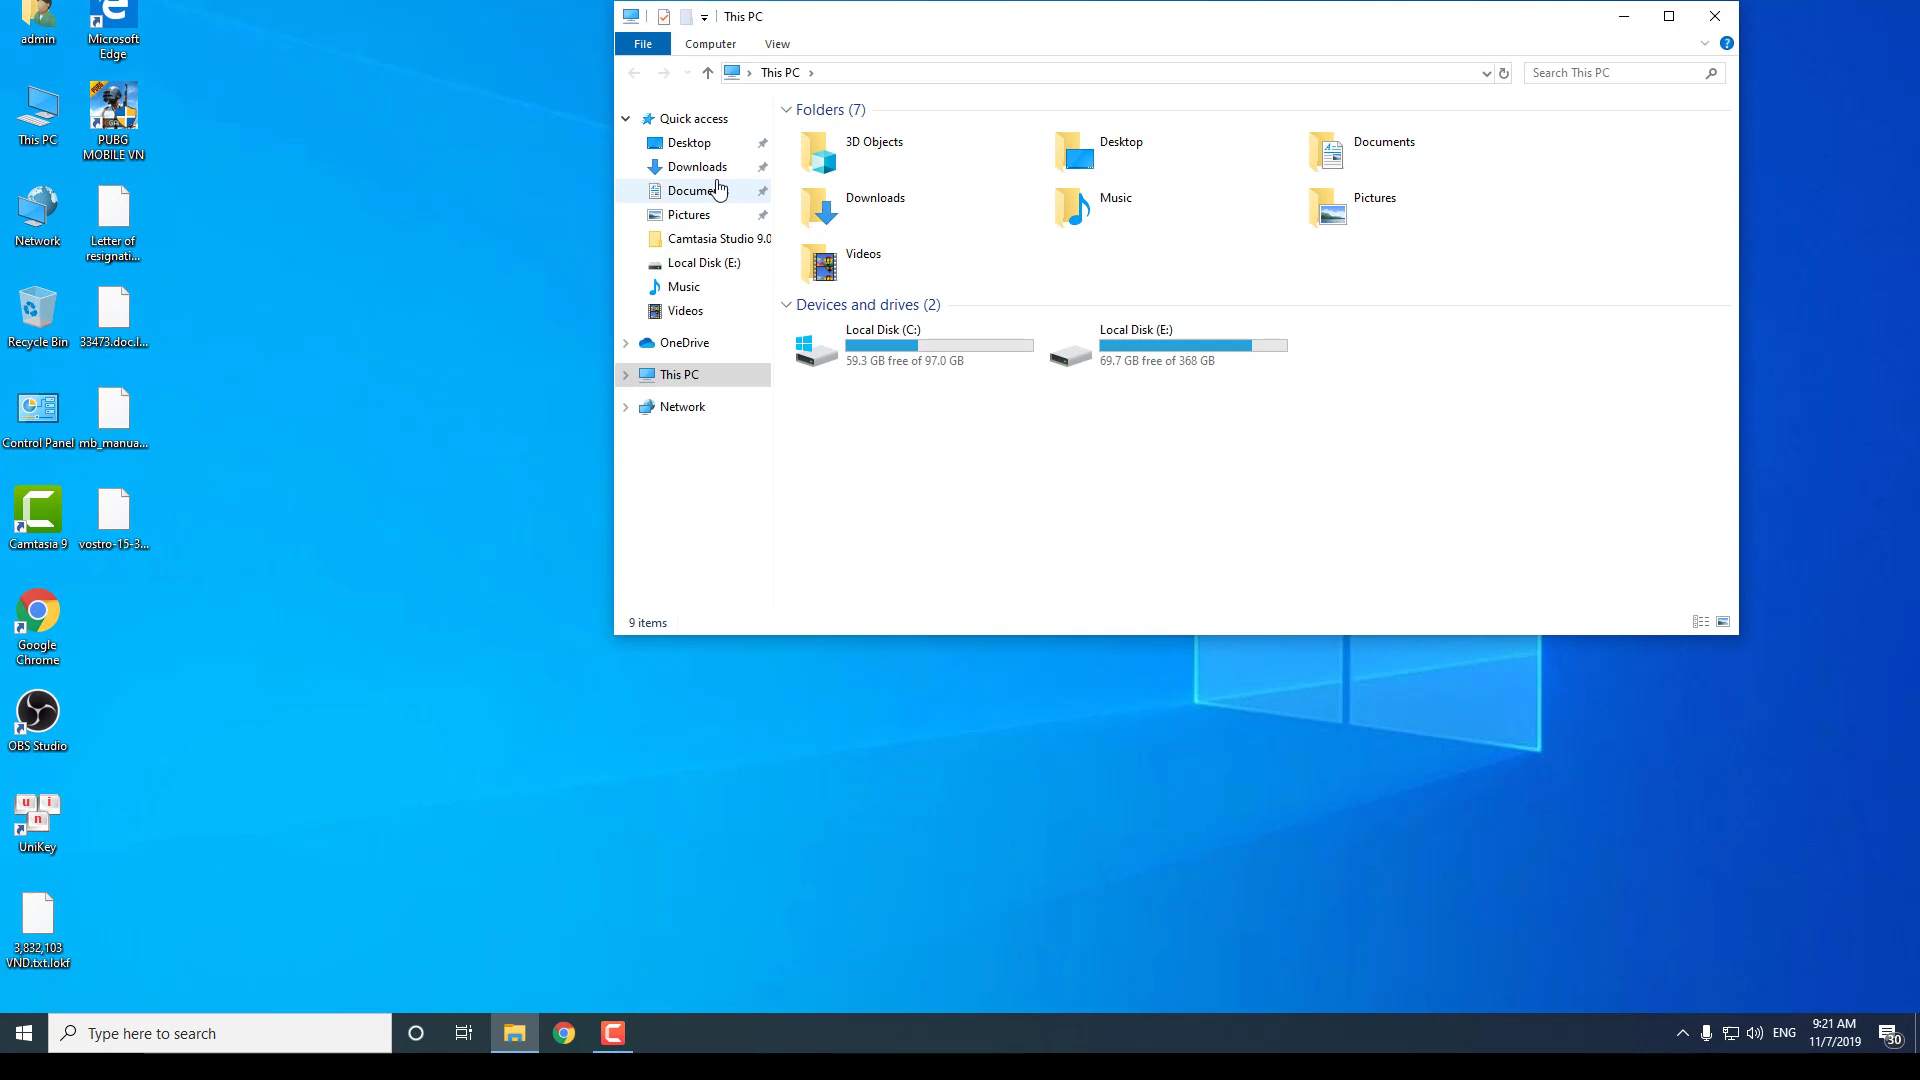 admin
Microsoft
Edge
This PC
PUBG
MOBILE VN
Network
Letter of
resignati...
Recycle Bin
33473.doc.l...
Control Panel
mb_manua...
Camtasia 9
vostro-15-3...
Google
Chrome
OBS Studio
UniKey
3,832,103
VND.txt.lokf
This PC
File
Computer
View
This PC
Search This PC
Quick access
Desktop
Downloads
Pictures
Camtasia Studio 9.0
Local Disk (E:)
Music
Videos
OneDrive
This PC
Network
Folders (7)
3D Objects
Desktop
Documents
Downloads
Music
Pictures
Videos
Devices and drives (2)
Local Disk (C:)
59.3 GB free of 97.0 GB
Local Disk (E:)
69.7 GB free of 368 GB
9 items
Type here to search
ENG
9:21 AM
11/7/2019
30